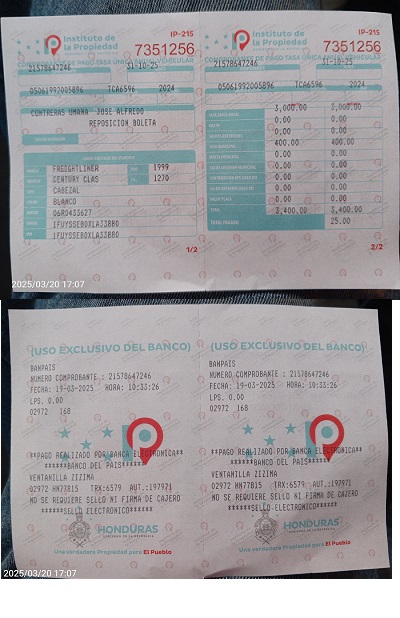 Instituto de
la Propiedad
IP-215
7351256
21578647246
31-10-25
05061992005896
TCA6596
2024
CONTRERAS UMANA JOSE ALFREDO
REPOSICION BOLETA
FREIGHTLINER
1999
CENTURY CLAS
1270
CABEZAL
BLANCO
06R0433627
1FUYSSEB0XLA33880
1FUYSSEB0XLA33880
1/2
2025/03/20 17:07
Instituto de
la Propiedad
IP-215
7351256
21578647246
31-10-25
05061992005896
TCA6596
2024
3,000.00 3,000.00
0.00 0.00
0.00 0.00
400.00 400.00
0.00 0.00
0.00 0.00
0.00 0.00
0.00 0.00
0.00 0.00
0.00 0.00
3,400.00 3,400.00
TOTAL PAGADO
25.00
2/2
(USO EXCLUSIVO DEL BANCO)
BANPAIS
NUMERO COMPROBANTE : 21578647246
FECHA: 19-03-2025 HORA: 10:33:26
LPS. 0.00
02972 168
**PAGO REALIZADO POR BANCA ELECTRONICA**
******BANCO DEL PAIS******
VENTANILLA ZIZIMA
02972 HN77815 TRX:6579 AUT.:197971
NO SE REQUIERE SELLO NI FIRMA DE CAJERO
******SELLO ELECTRONICO******
HONDURAS
GOBIERNO DE LA REPÚBLICA
Una verdadera Propiedad para El Pueblo
2025/03/20 17:07
(USO EXCLUSIVO DEL BANCO)
BANPAIS
NUMERO COMPROBANTE : 21578647246
FECHA: 19-03-2025 HORA: 10:33:26
LPS. 0.00
02972 168
**PAGO REALIZADO POR BANCA ELECTRONICA**
******BANCO DEL PAIS******
VENTANILLA ZIZIMA
02972 HN77815 TRX:6579 AUT.:197971
NO SE REQUIERE SELLO NI FIRMA DE CAJERO
******SELLO ELECTRONICO******
HONDURAS
GOBIERNO DE LA REPÚBLICA
Una verdadera Propiedad para El Pueblo